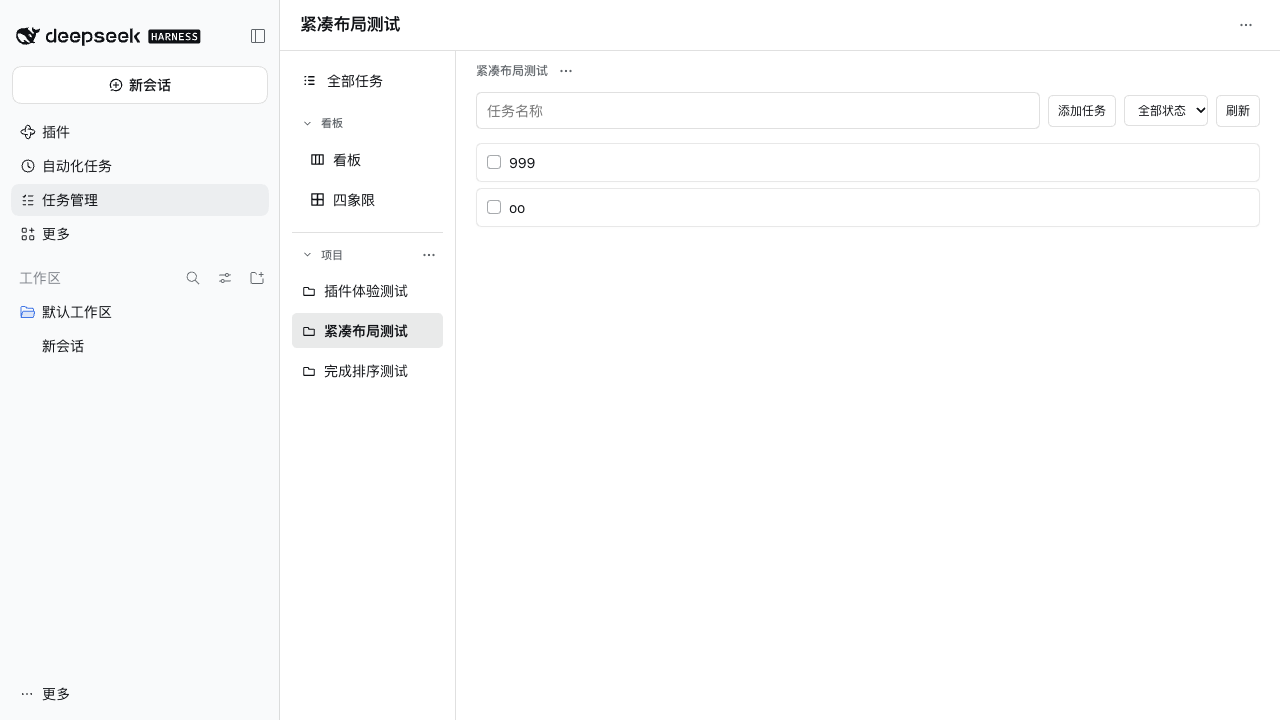 deepseek HARNESS
新会话
插件
自动化任务
任务管理
更多
工作区
默认工作区
新会话
更多
紧凑布局测试
全部任务
看板
看板
四象限
项目
插件体验测试
紧凑布局测试
完成排序测试
紧凑布局测试
任务名称 添加任务 全部状态 刷新
999
oo